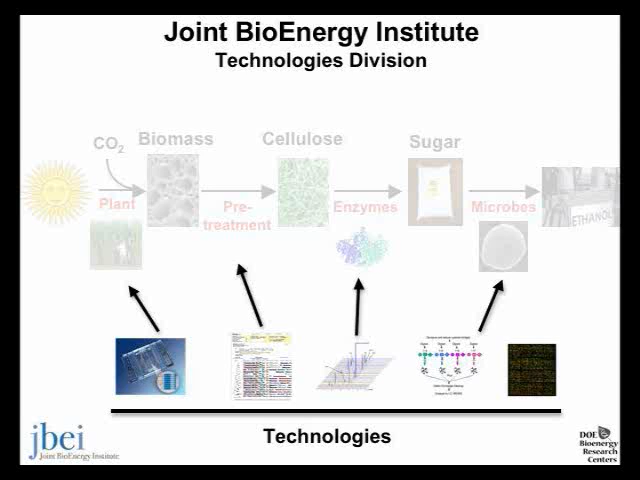 Joint BioEnergy Institute
Technologies Division
CO2
Biomass
Cellulose
Sugar
Plant
Pre-
treatment
Enzymes
Microbes
ETHANOL
Technologies
jbei
Joint BioEnergy Institute
DOE
Bioenergy
Research
Centers